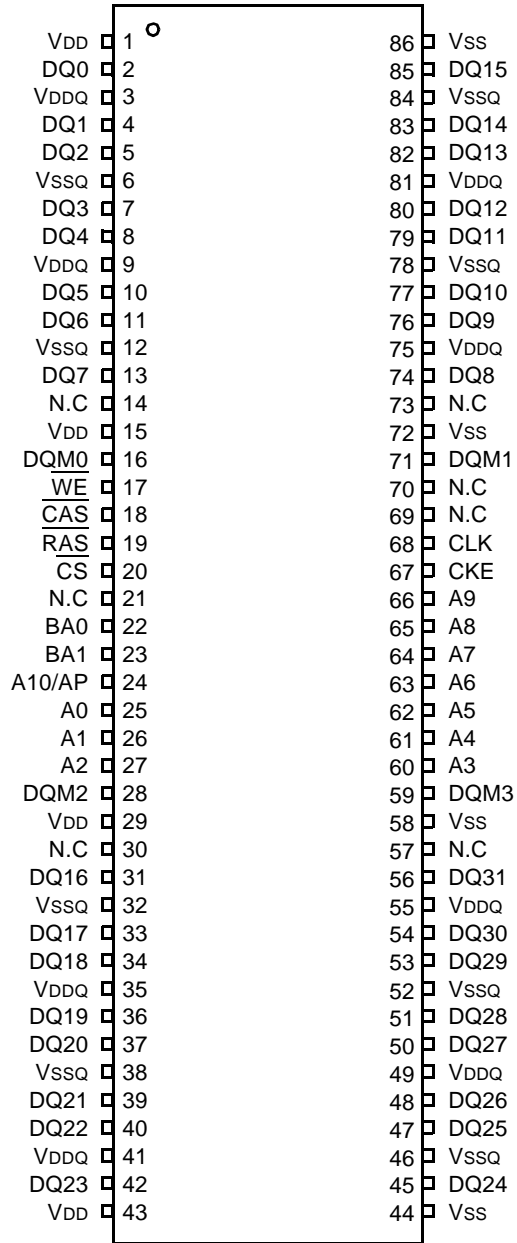 VDD 1 86 VSS
DQ0 2 85 DQ15
VDDQ 3 84 VSSQ
DQ1 4 83 DQ14
DQ2 5 82 DQ13
VSSQ 6 81 VDDQ
DQ3 7 80 DQ12
DQ4 8 79 DQ11
VDDQ 9 78 VSSQ
DQ5 10 77 DQ10
DQ6 11 76 DQ9
VSSQ 12 75 VDDQ
DQ7 13 74 DQ8
N.C 14 73 N.C
VDD 15 72 VSS
DQM0 16 71 DQM1
WE 17 70 N.C
CAS 18 69 N.C
RAS 19 68 CLK
CS 20 67 CKE
N.C 21 66 A9
BA0 22 65 A8
BA1 23 64 A7
A10/AP 24 63 A6
A0 25 62 A5
A1 26 61 A4
A2 27 60 A3
DQM2 28 59 DQM3
VDD 29 58 VSS
N.C 30 57 N.C
DQ16 31 56 DQ31
VSSQ 32 55 VDDQ
DQ17 33 54 DQ30
DQ18 34 53 DQ29
VDDQ 35 52 VSSQ
DQ19 36 51 DQ28
DQ20 37 50 DQ27
VSSQ 38 49 VDDQ
DQ21 39 48 DQ26
DQ22 40 47 DQ25
VDDQ 41 46 VSSQ
DQ23 42 45 DQ24
VDD 43 44 VSS